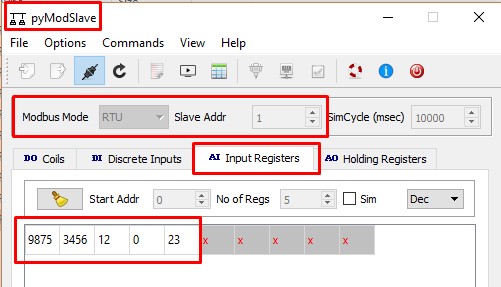 pyModSlave
File Options Commands View Help
Modbus Mode RTU Slave Addr 1 SimCycle (msec) 10000
DO Coils DI Discrete Inputs AI Input Registers AO Holding Registers
Start Addr 0 No of Regs 5 Sim Dec
9875 3456 12 0 23 x x x x x